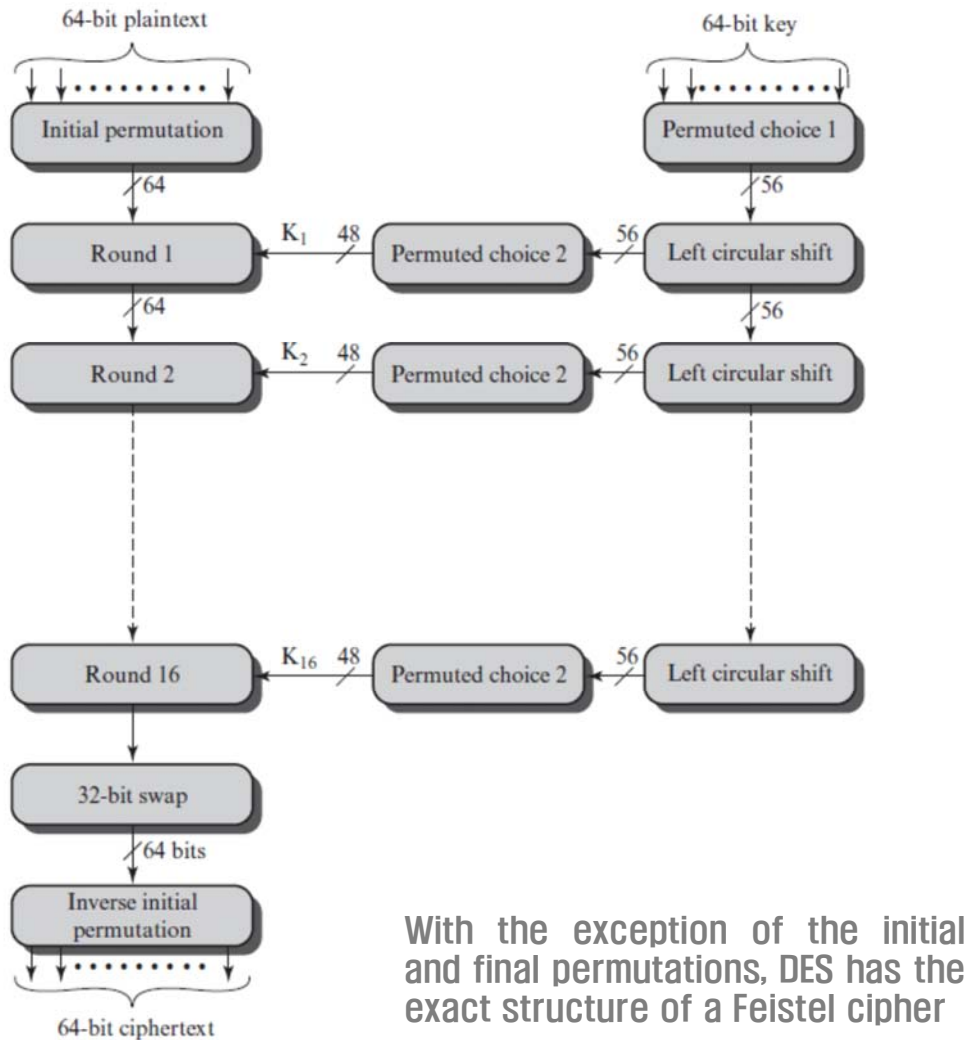 64-bit plaintext
64-bit key
Initial permutation
Permuted choice 1
64
56
Round 1
K1
48
Permuted choice 2
56
Left circular shift
64
56
Round 2
K2
48
Permuted choice 2
56
Left circular shift
Round 16
K16
48
Permuted choice 2
56
Left circular shift
32-bit swap
64 bits
Inverse initial
permutation
64-bit ciphertext
With the exception of the initial
and final permutations, DES has the
exact structure of a Feistel cipher